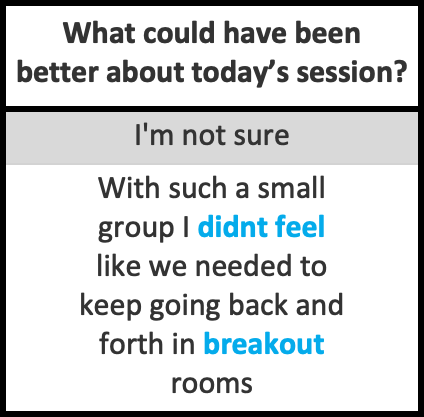 What could have been
better about today’s session?
I'm not sure
With such a small
group I didnt feel
like we needed to
keep going back and
forth in breakout
rooms